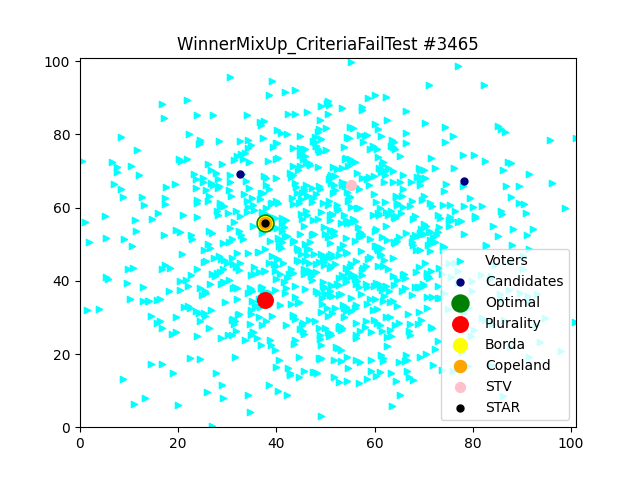 WinnerMixUp_CriteriaFailTest #3465
100
80
60
40
20
0
0 20 40 60 80 100
Voters
Candidates
Optimal
Plurality
Borda
Copeland
STV
STAR